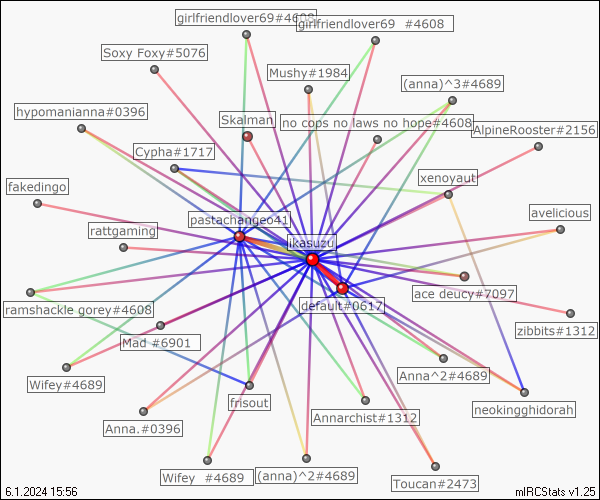 girlfriendlover69#4608
girlfriendlover69 #4608
Soxy Foxy#5076
Mushy#1984
(anna)^3#4689
hypomanianna#0396
Skalman
no cops no laws no hope#4608
AlpineRooster#2156
Cypha#1717
xenoyaut
fakedingo
pastachangeo41
avelicious
rattgaming
ikasuzu
ace deucy#7097
ramshackle gorey#4608
default#0617
zibbits#1312
Mad #6901
Wifey#4689
Anna^2#4689
frisout
Annarchist#1312
neokingghidorah
Anna.#0396
Wifey #4689
(anna)^2#4689
Toucan#2473
6.1.2024 15:56
mIRCStats v1.25